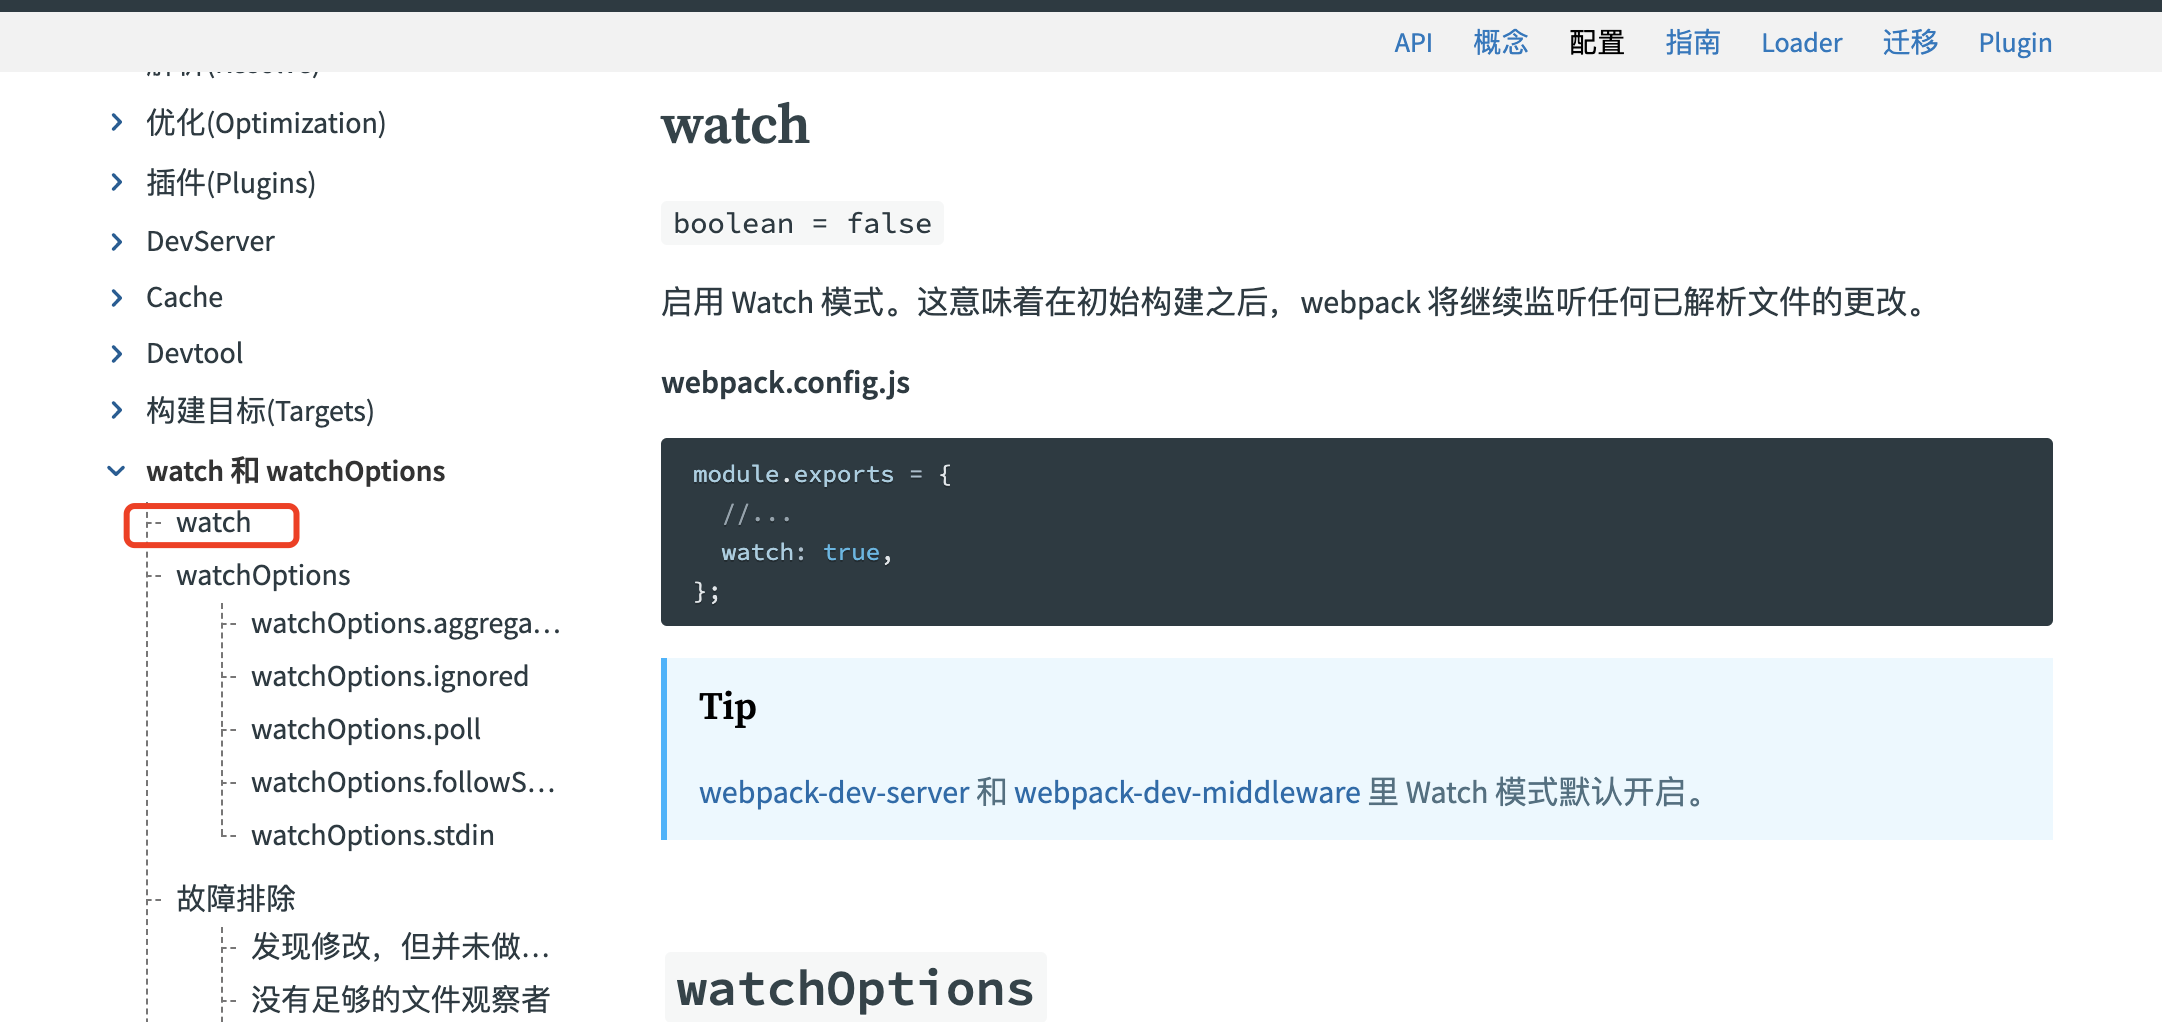 API 概念 配置 指南 Loader 迁移 Plugin
优化(Optimization)
插件(Plugins)
DevServer
Cache
Devtool
构建目标(Targets)
watch 和 watchOptions
watch
watchOptions
watchOptions.aggrega...
watchOptions.ignored
watchOptions.poll
watchOptions.followS...
watchOptions.stdin
故障排除
发现修改，但并未做...
没有足够的文件观察者
watch
boolean = false
启用 Watch 模式。这意味着在初始构建之后，webpack 将继续监听任何已解析文件的更改。
webpack.config.js
module.exports = {
//...
watch: true,
};
Tip
webpack-dev-server 和 webpack-dev-middleware 里 Watch 模式默认开启。
watchOptions